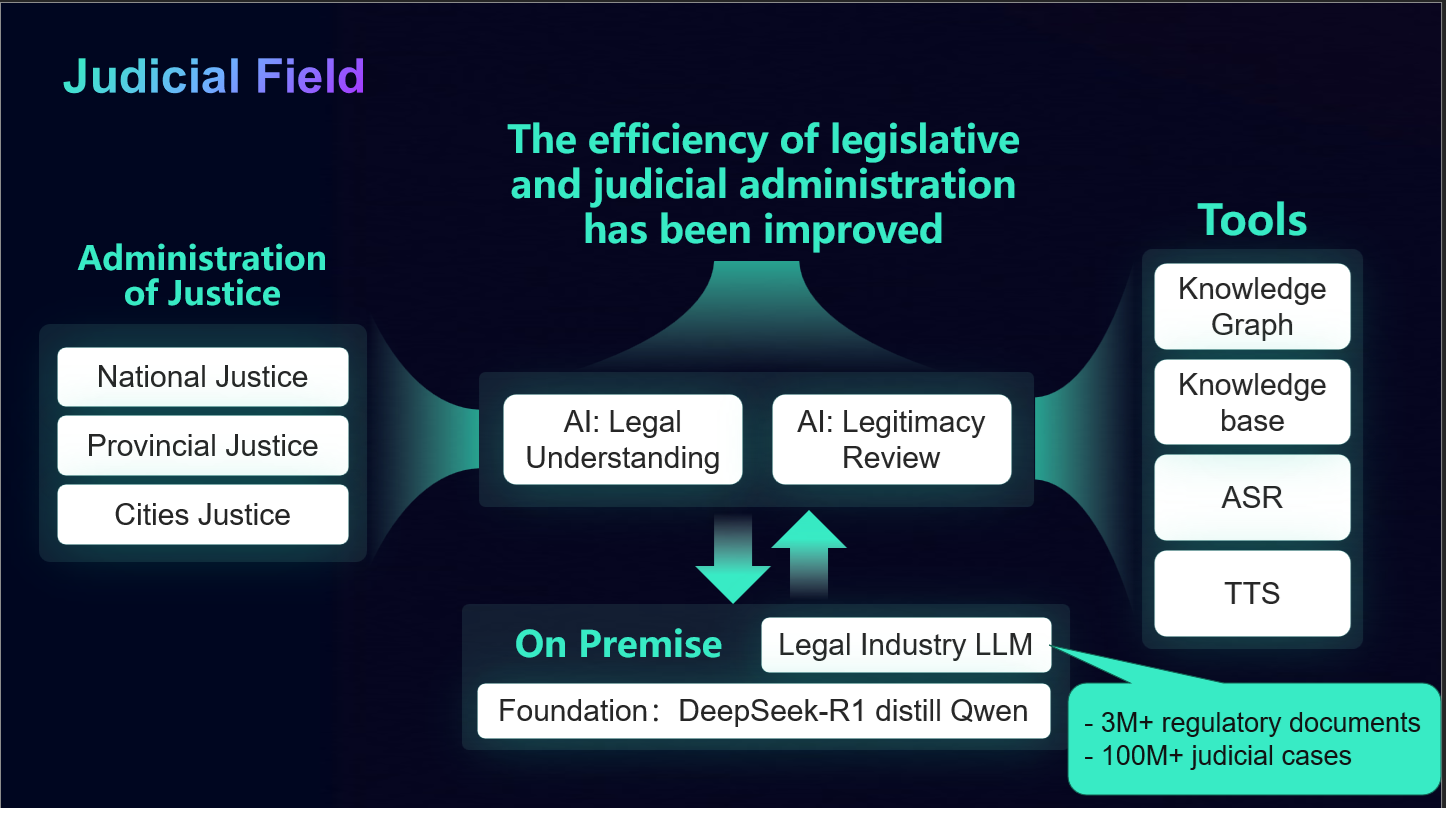 Judicial Field
The efficiency of legislative
and judicial administration
has been improved
Administration
of Justice
National Justice
Provincial Justice
Cities Justice
AI: Legal
Understanding
AI: Legitimacy
Review
Tools
Knowledge
Graph
Knowledge
base
ASR
TTS
On Premise
Legal Industry LLM
Foundation：DeepSeek-R1 distill Qwen
- 3M+ regulatory documents
- 100M+ judicial cases